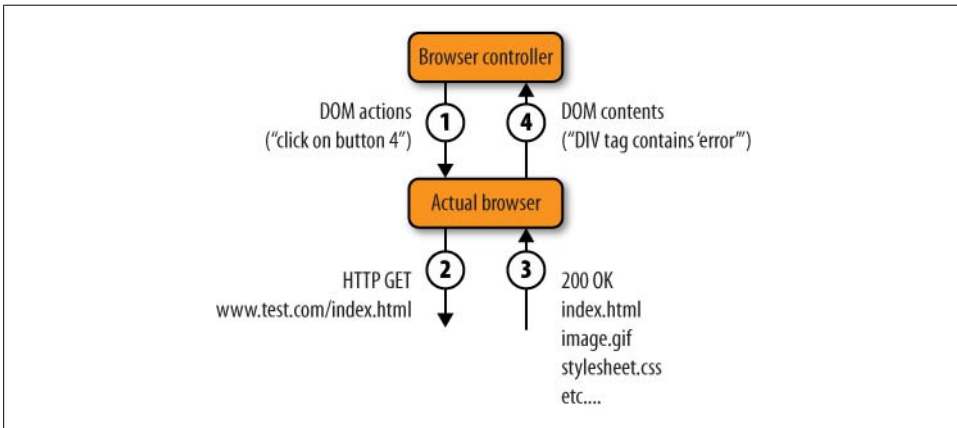 Browser controller
DOM actions
("click on button 4")
1
4
DOM contents
("DIV tag contains 'error'")
Actual browser
HTTP GET
www.test.com/index.html
2
3
200 OK
index.html
image.gif
stylesheet.css
etc....